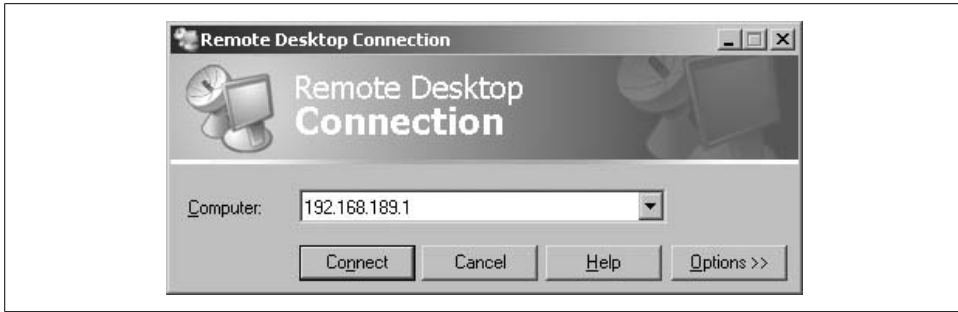 Remote Desktop Connection
Remote Desktop
Connection
Computer: 192.168.189.1
Connect Cancel Help Options >>